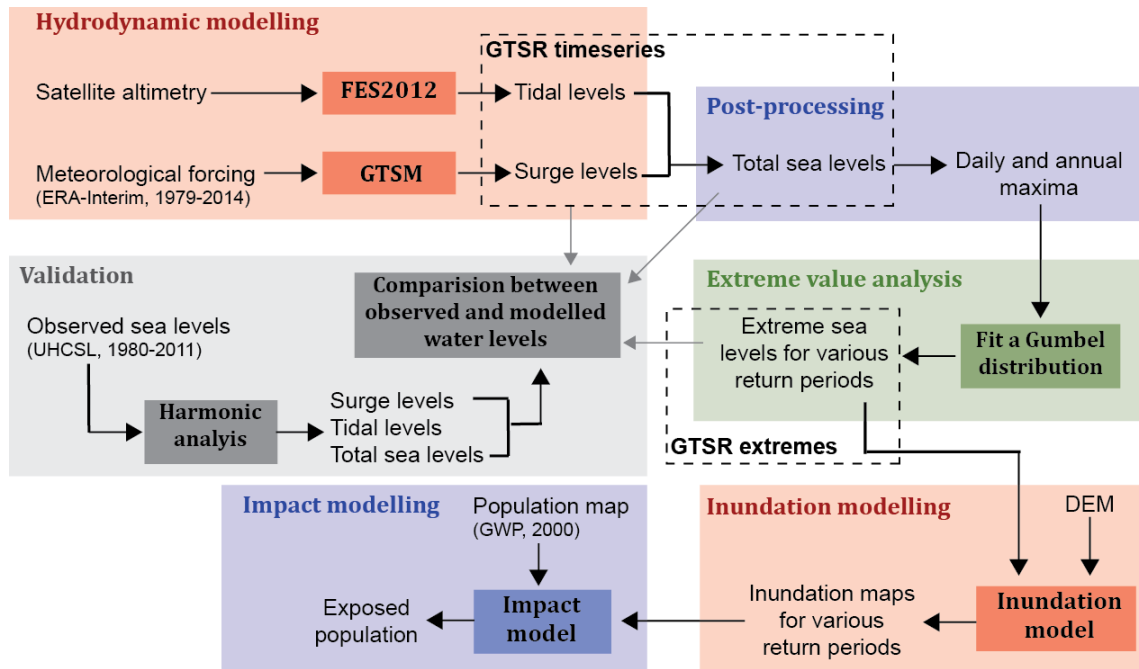 Hydrodynamic modelling
GTSR timeseries
Satellite altimetry
FES2012
Tidal levels
Meteorological forcing
(ERA-Interim, 1979-2014)
GTSM
Surge levels
Post-processing
Total sea levels
Daily and annual
maxima
Validation
Observed sea levels
(UHCSL, 1980-2011)
Harmonic
analyis
Surge levels
Tidal levels
Total sea levels
Comparision between
observed and modelled
water levels
Extreme value analysis
Extreme sea
levels for various
return periods
Fit a Gumbel
distribution
GTSR extremes
Impact modelling
Population map
(GWP, 2000)
Exposed
population
Impact
model
Inundation modelling
DEM
Inundation maps
for various
return periods
Inundation
model